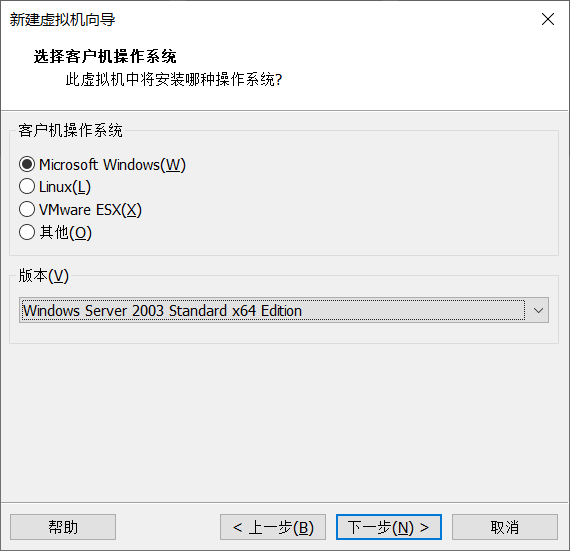 新建虚拟机向导
选择客户机操作系统
此虚拟机中将安装哪种操作系统?
客户机操作系统
Microsoft Windows(W)
Linux(L)
VMware ESX(X)
其他(O)
版本(V)
Windows Server 2003 Standard x64 Edition
帮助
< 上一步(B)
下一步(N) >
取消